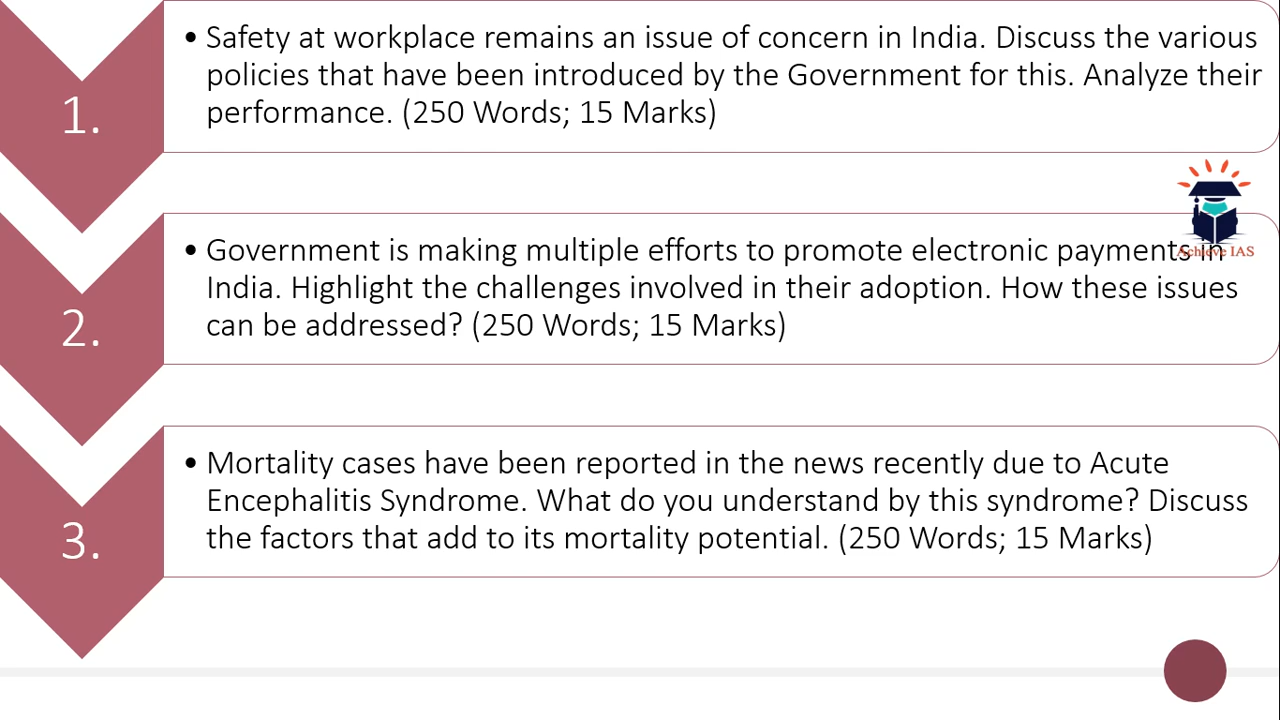 1.
• Safety at workplace remains an issue of concern in India. Discuss the various
policies that have been introduced by the Government for this. Analyze their
performance. (250 Words; 15 Marks)
2.
• Government is making multiple efforts to promote electronic payments in
India. Highlight the challenges involved in their adoption. How these issues
can be addressed? (250 Words; 15 Marks)
Achieve IAS
3.
• Mortality cases have been reported in the news recently due to Acute
Encephalitis Syndrome. What do you understand by this syndrome? Discuss
the factors that add to its mortality potential. (250 Words; 15 Marks)